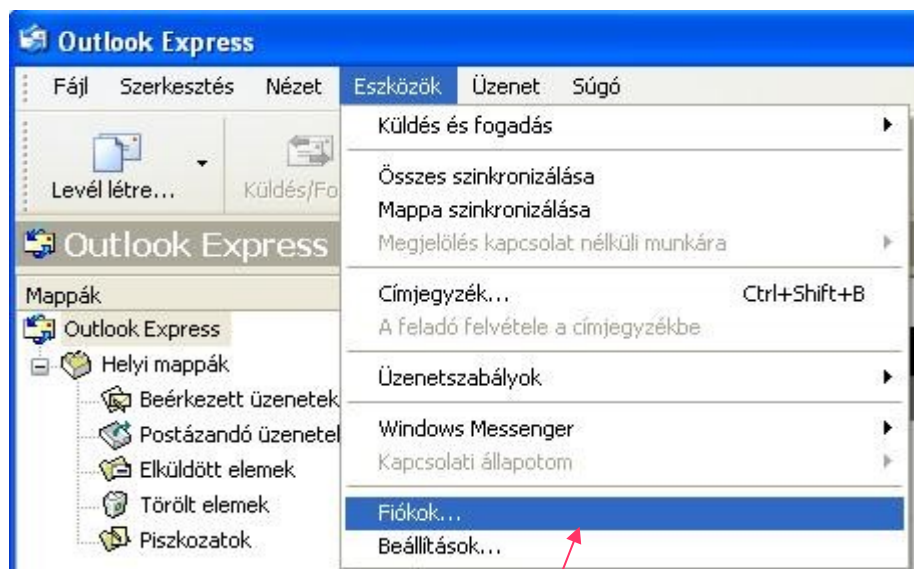 Outlook Express
Fájl Szerkesztés Nézet Eszközök Üzenet Súgó
Levél létre... Küldés/Fo
Outlook Express
Mappák
Outlook Express
Helyi mappák
Beérkezett üzenetek
Postázandó üzenetel
Elküldött elemek
Törölt elemek
Piszkozatok
Küldés és fogadás
Összes szinkronizálása
Mappa szinkronizálása
Megjelölés kapcsolat nélküli munkára
Címjegyzék... Ctrl+Shift+B
A feladó felvétele a címjegyzékbe
Üzenetszabályok
Windows Messenger
Kapcsolati állapotom
Fiókok...
Beállítások...